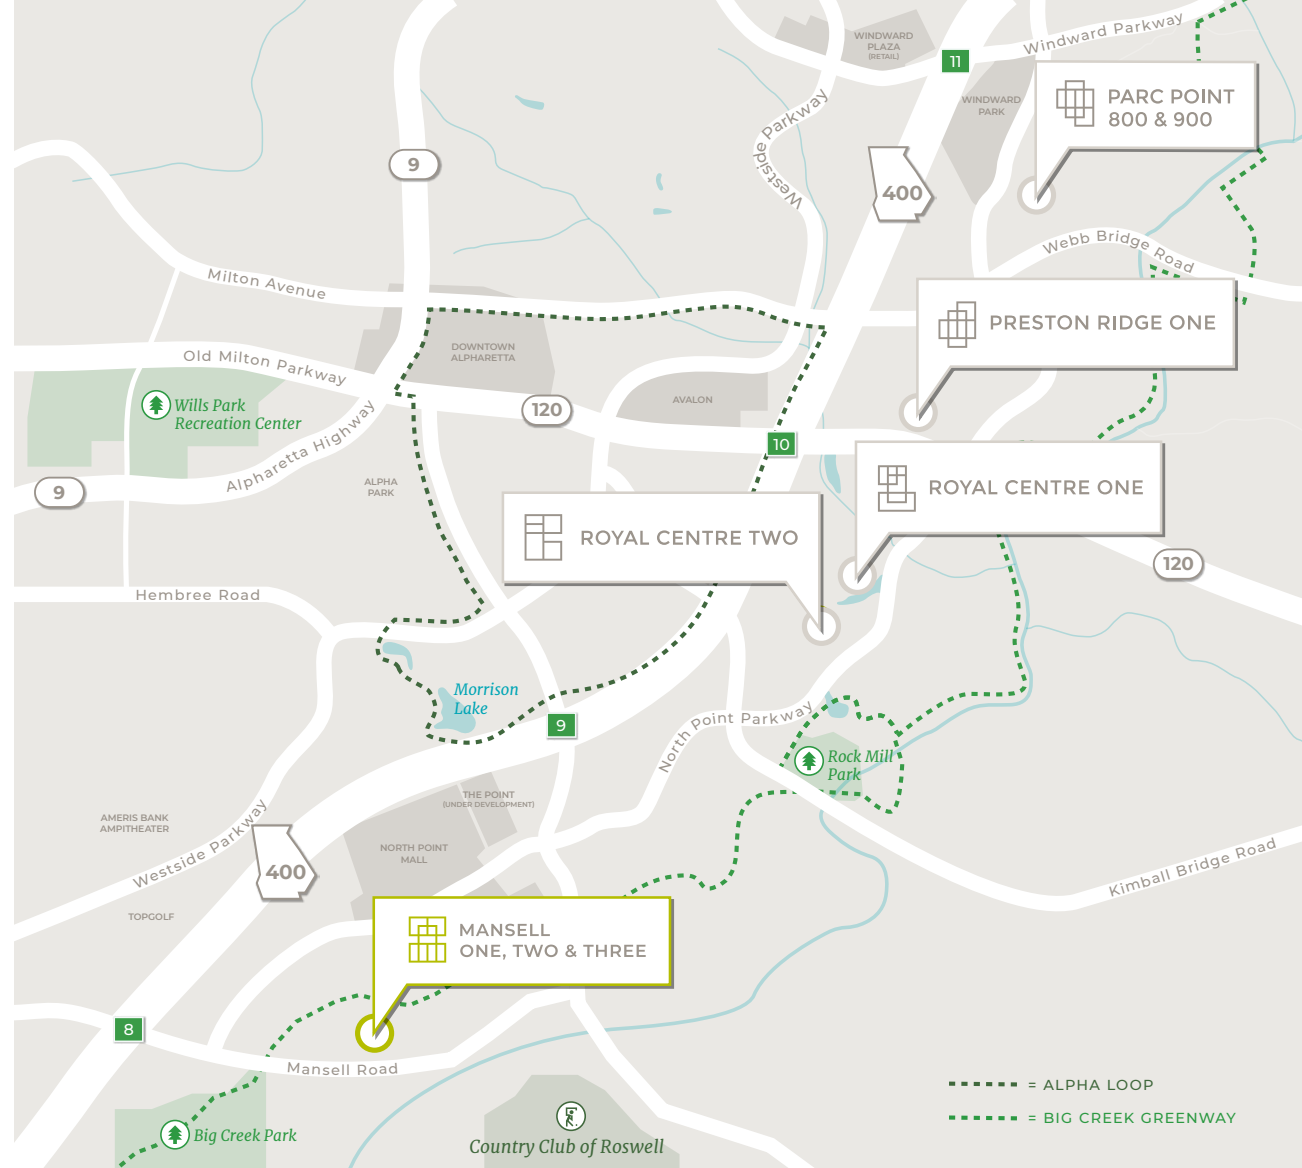 WINDWARD
PLAZA
(RETAIL)
Windward Parkway
11
WINDWARD
PARK
PARC POINT
800 & 900
Westside Parkway
9
400
Webb Bridge Road
Milton Avenue
PRESTON RIDGE ONE
DOWNTOWN
ALPHARETTA
Old Milton Parkway
AVALON
Wills Park
Recreation Center
120
10
Alpharetta Highway
9
ALPHA
PARK
ROYAL CENTRE ONE
ROYAL CENTRE TWO
120
Hembree Road
Morrison
Lake
9
North Point Parkway
Rock Mill
Park
THE POINT
(UNDER DEVELOPMENT)
AMERIS BANK
AMPITHEATER
Westside Parkway
NORTH POINT
MALL
400
Kimball Bridge Road
TOPGOLF
MANSELL
ONE, TWO & THREE
8
Mansell Road
= ALPHA LOOP
= BIG CREEK GREENWAY
Big Creek Park
Country Club of Roswell